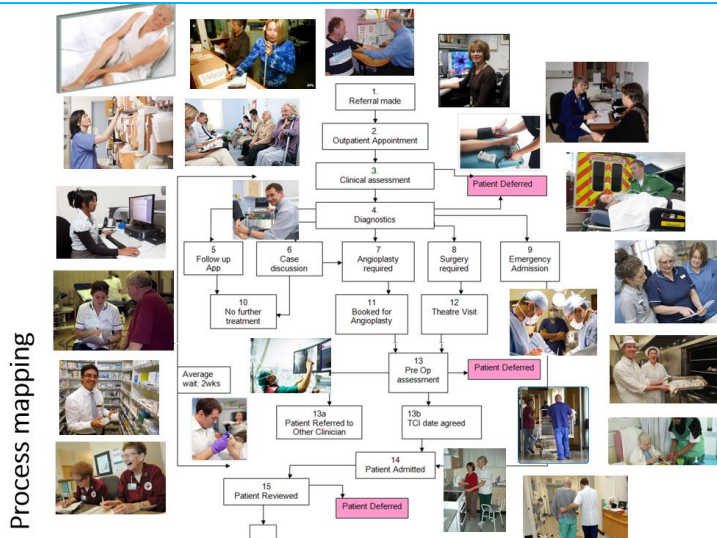 1.
Referral made
2.
Outpatient Appointment
3.
Clinical assessment
Patient Deferred
4.
Diagnostics
5
Follow up
App
6
Case
discussion
7
Angioplasty
required
8
Surgery
required
9
Emergency
Admission
10
No further
treatment
11
Booked for
Angioplasty
12
Theatre Visit
Process mapping
Average
wait: 2wks
13
Pre Op
assessment
Patient Deferred
13a
Patient Referred to
Other Clinician
13b
TCI date agreed
14
Patient Admitted
15
Patient Reviewed
Patient Deferred